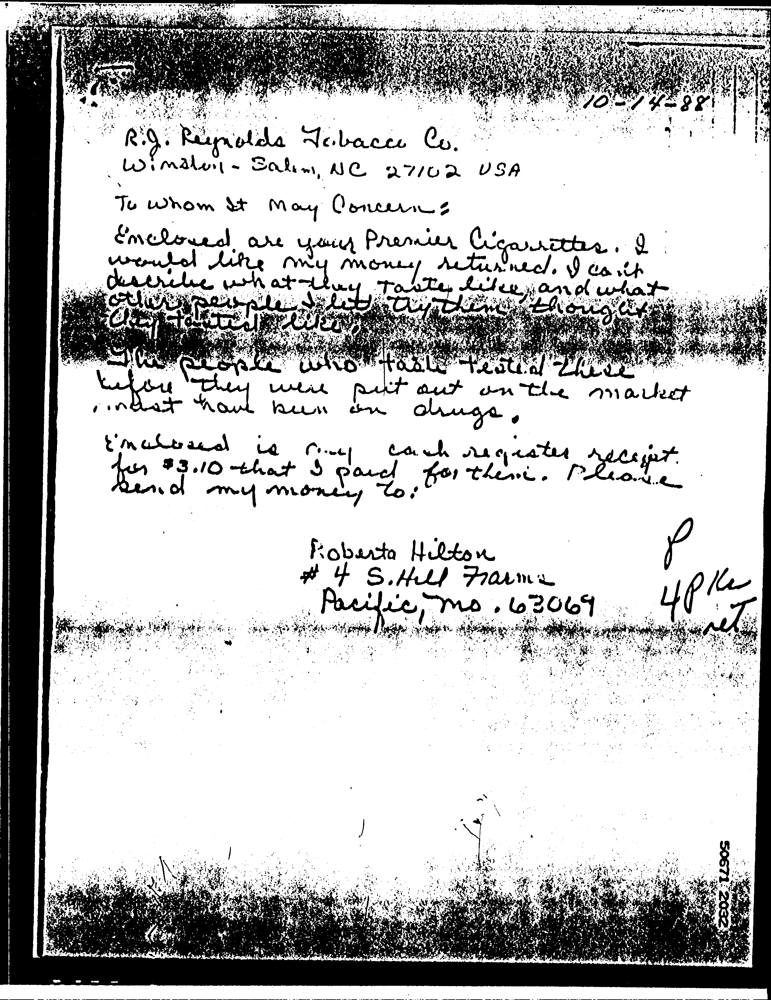 10-14-88
R.J. Reynolds Tobacco Co.
Winston-Salem, NC 27102 USA
To Whom It May Concern:
Enclosed are your Premier Cigarrettes. I
would like my money returned. I can't
describe what they taste like, and what
other people I let try them thought
they tasted like.
The people who taste tested these
before they were put out on the market
must have been on drugs.
Enclosed is my cash register receipt
for $3.10 that I paid for them. Please
send my money to:
Roberta Hilton
# 4 S. Hill Farms
Pacific, Mo. 63069
P
4 Pks
ret
50671 2032